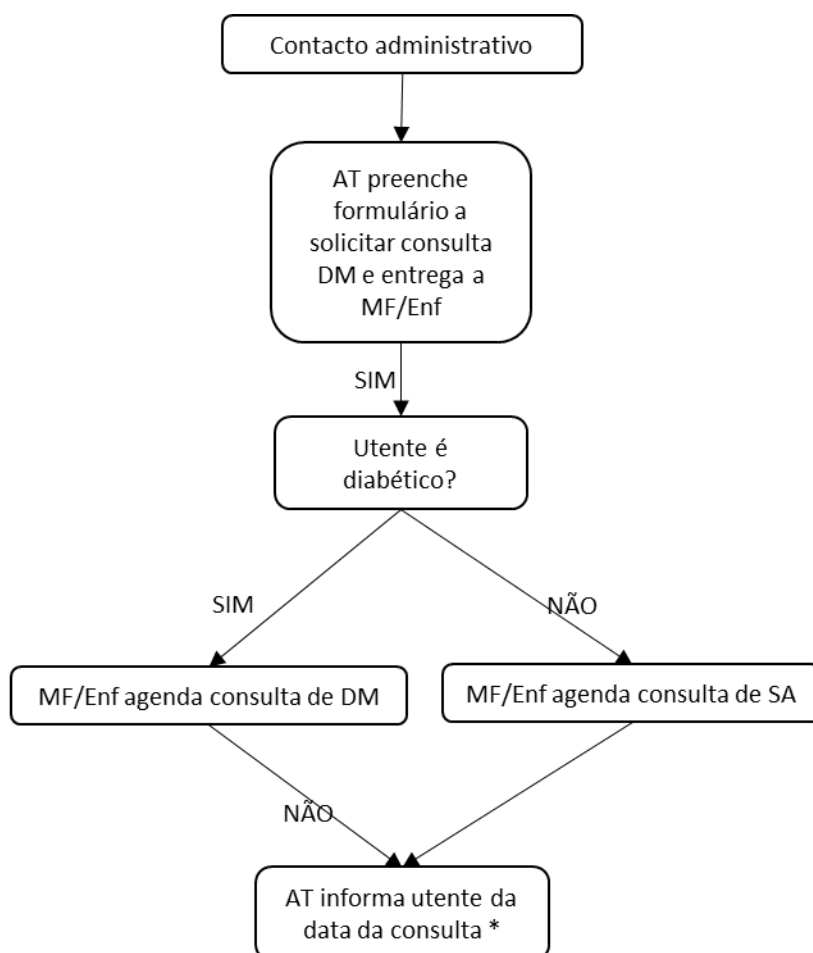 Contacto administrativo
AT preenche
formulário a
solicitar consulta
DM e entrega a
MF/Enf
SIM
Utente é
diabético?
SIM
NÃO
MF/Enf agenda consulta de DM
MF/Enf agenda consulta de SA
NÃO
AT informa utente da
data da consulta *